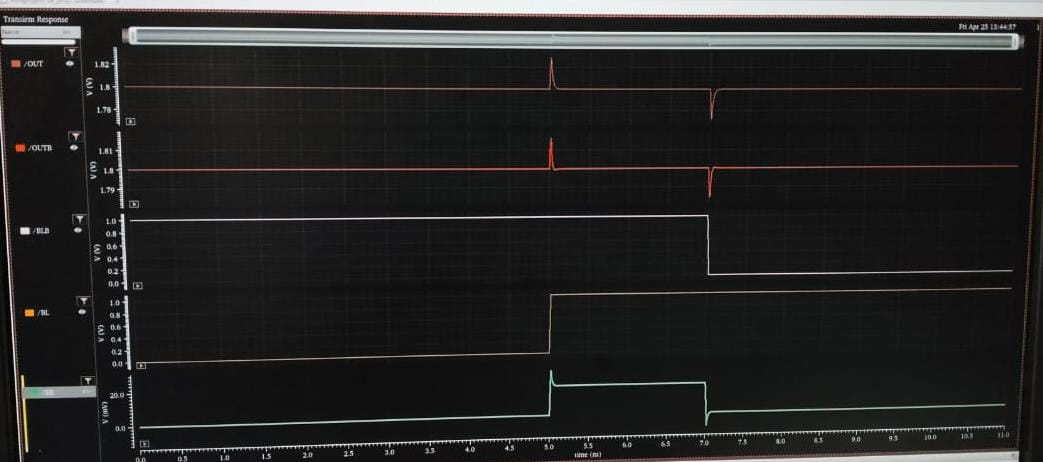 Transient Response
Fri Apr 25 13:44:37
Name
/OUT
V (V)
1.82
1.8
1.78
/OUTB
V (V)
1.81
1.8
1.79
/BLB
V (V)
1.0
0.8
0.6
0.4
0.2
0.0
/BL
V (V)
1.0
0.8
0.6
0.4
0.2
0.0
V (mV)
20.0
0.0
0.0 0.5 1.0 1.5 2.0 2.5 3.0 3.5 4.0 4.5 5.0 5.5 6.0 6.5 7.0 7.5 8.0 8.5 9.0 9.5 10.0 10.5 11.0
time (ns)